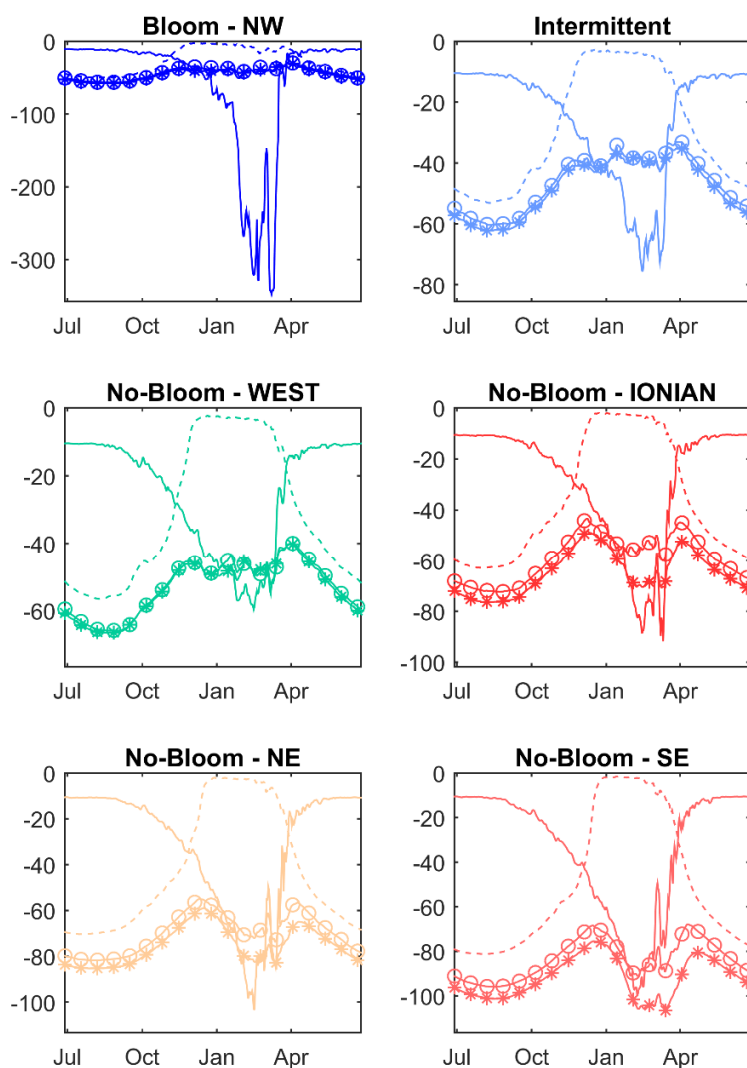 Bloom - NW
0
-100
-200
-300
Jul Oct Jan Apr
Intermittent
0
-20
-40
-60
-80
Jul Oct Jan Apr
No-Bloom - WEST
0
-20
-40
-60
Jul Oct Jan Apr
No-Bloom - IONIAN
0
-20
-40
-60
-80
-100
Jul Oct Jan Apr
No-Bloom - NE
0
-20
-40
-60
-80
-100
Jul Oct Jan Apr
No-Bloom - SE
0
-20
-40
-60
-80
-100
Jul Oct Jan Apr